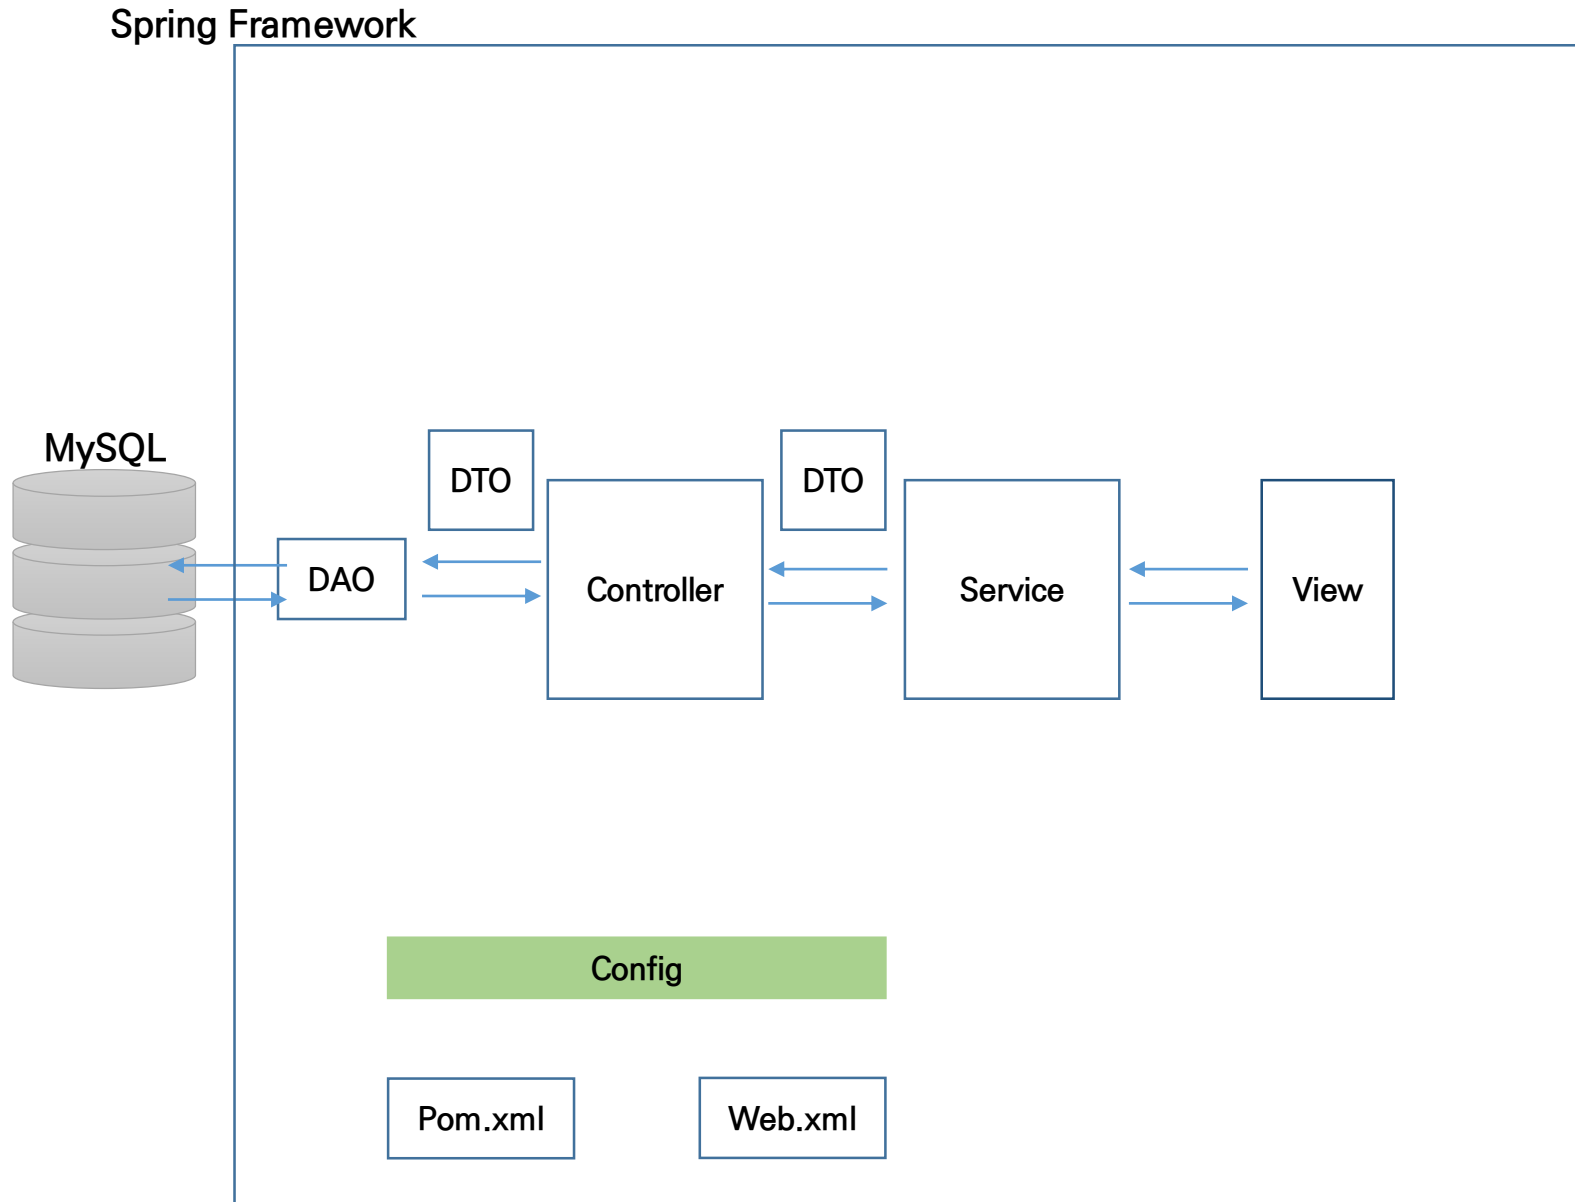 Spring Framework
MySQL
DTO
DTO
DAO
Controller
Service
View
Config
Pom.xml
Web.xml